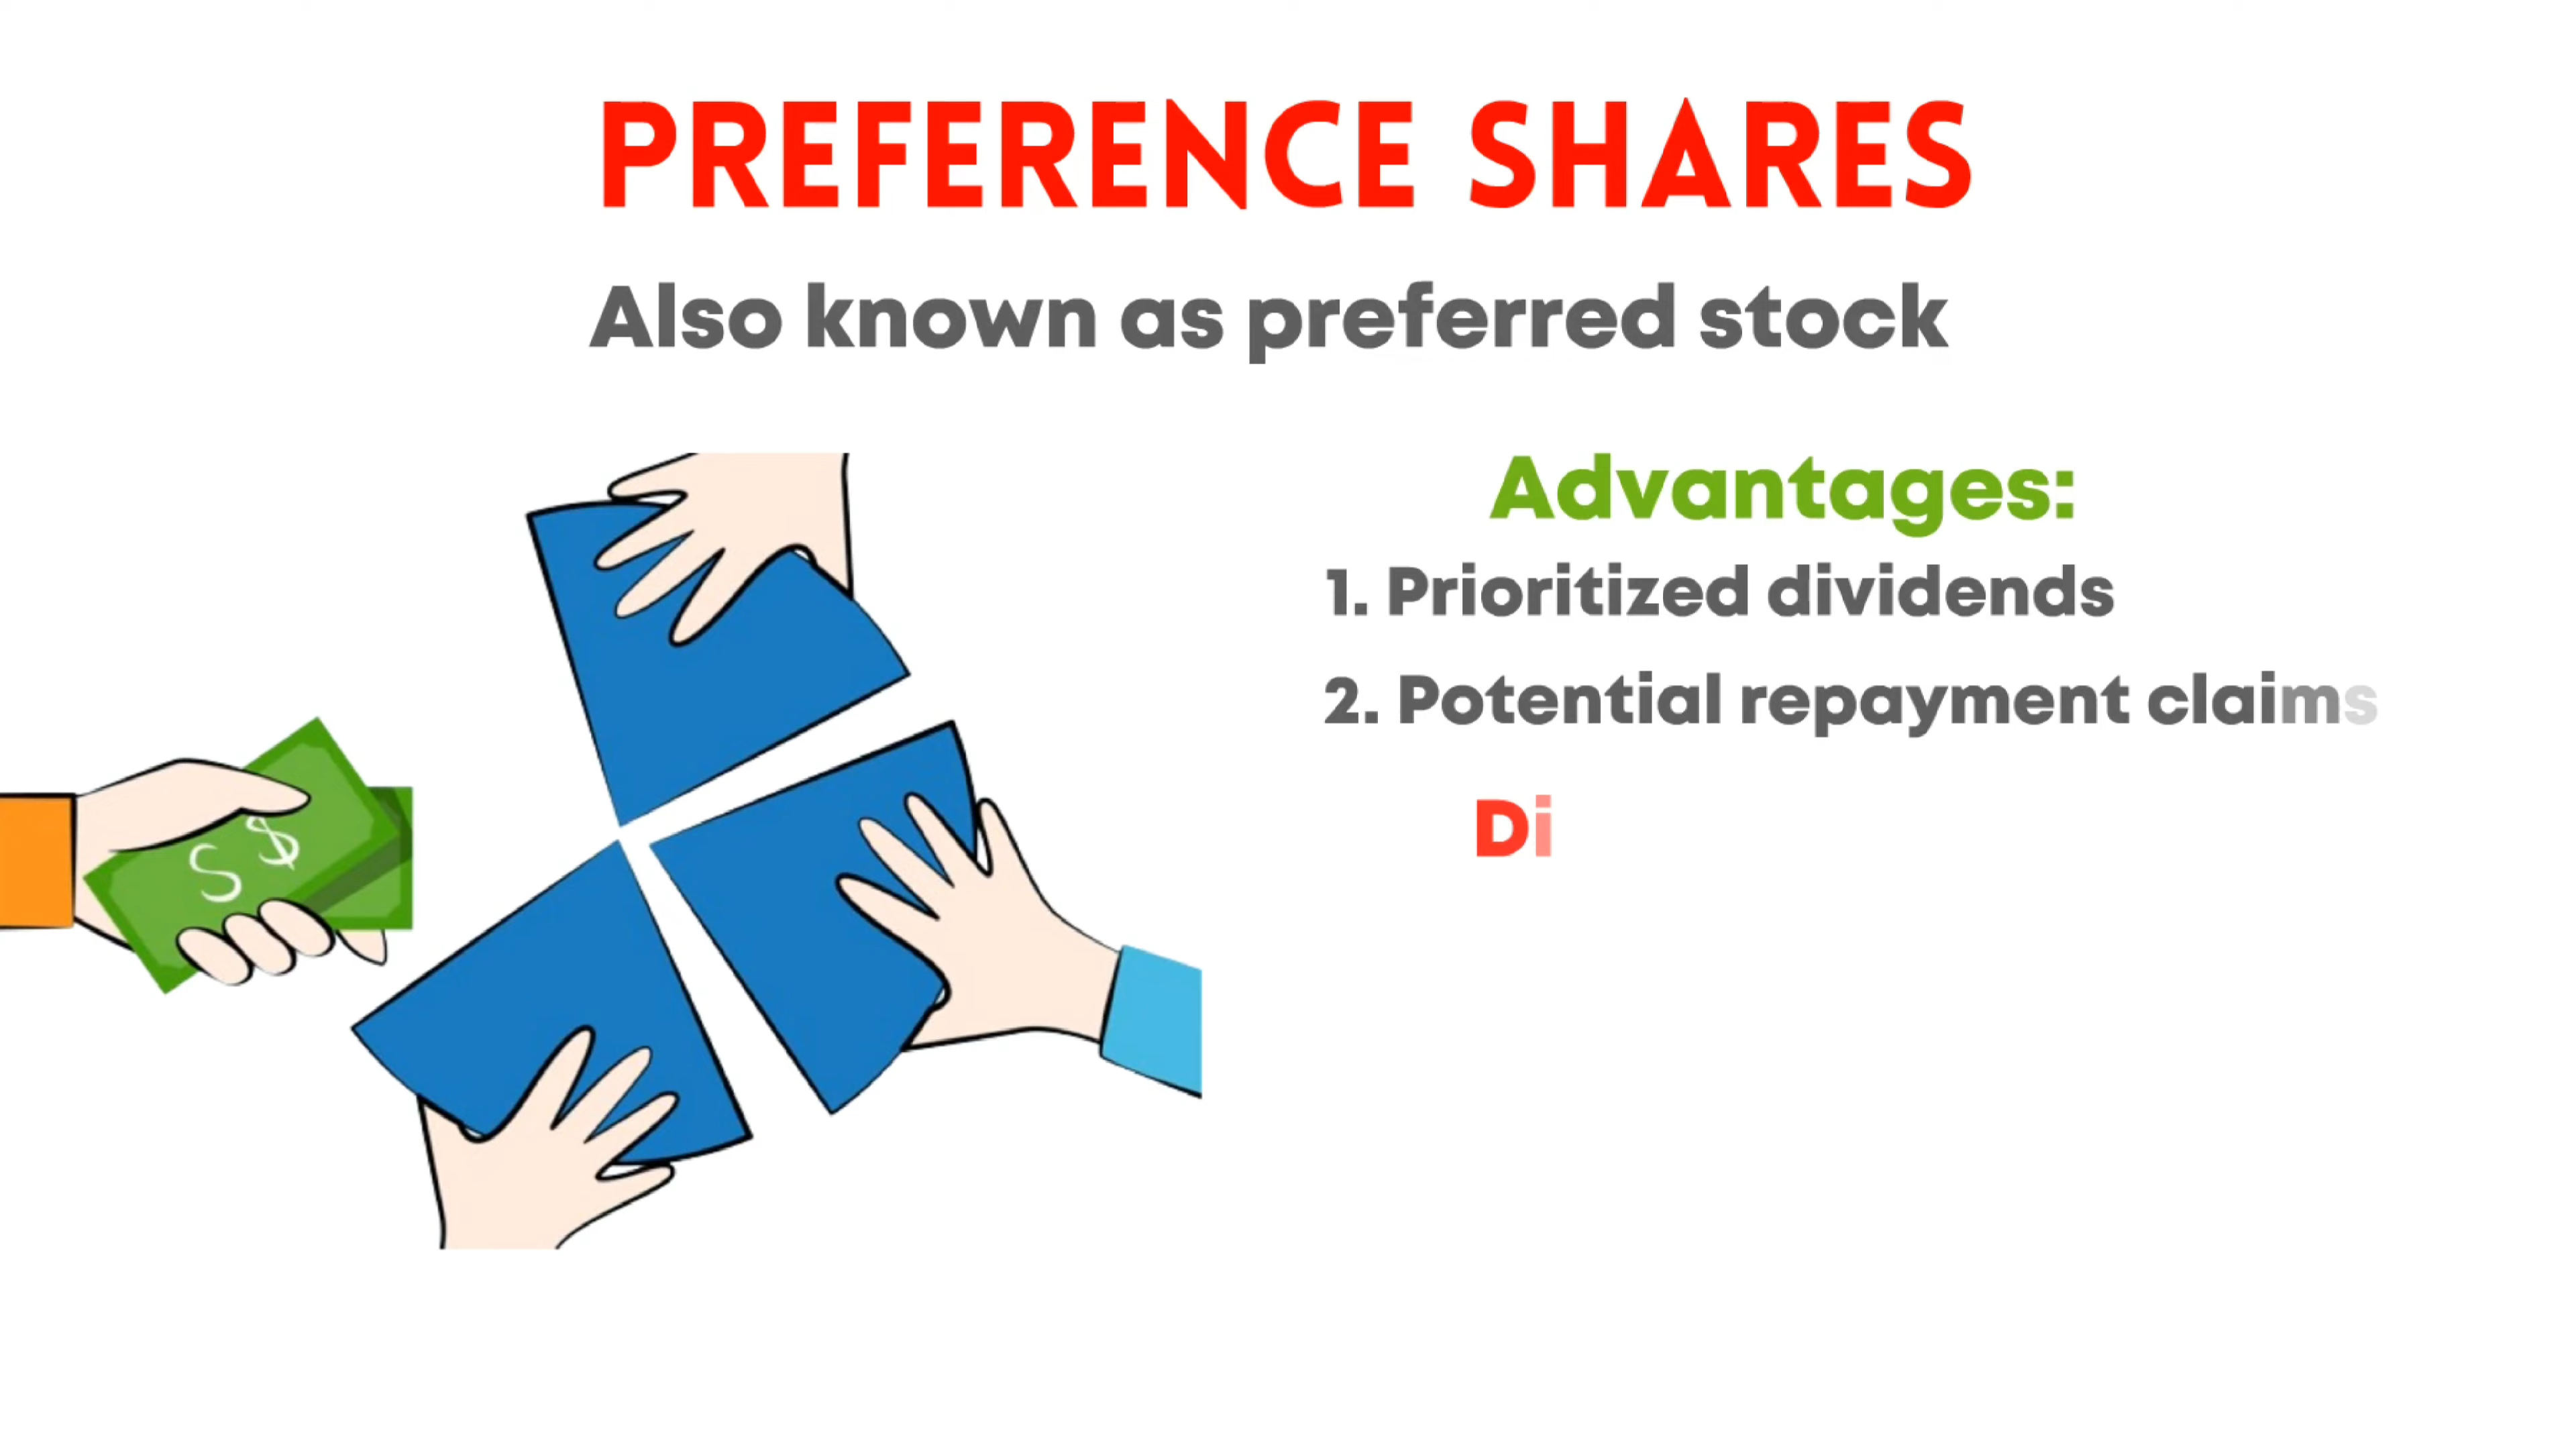 PREFERENCE SHARES
Also known as preferred stock
Advantages:
1. Prioritized dividends
2. Potential repayment claims
Di
S $